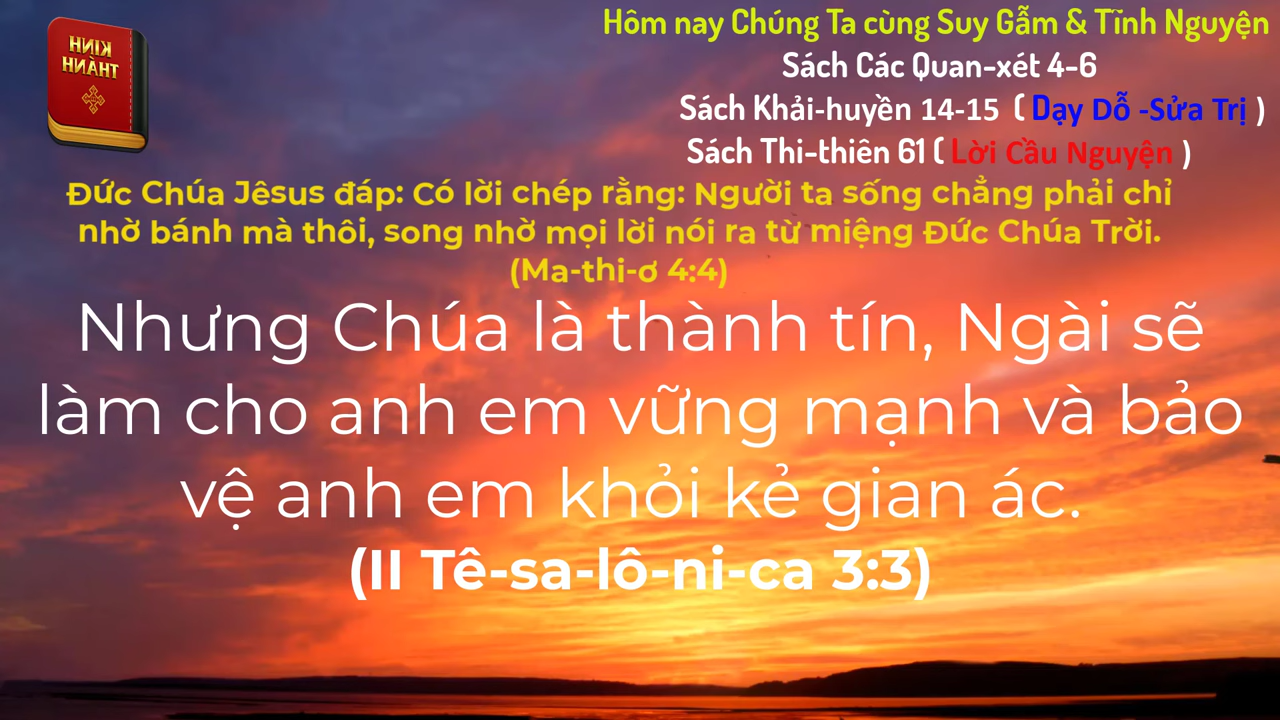 KINH
THÀNH
Hôm nay Chúng Ta cùng Suy Gẫm & Tĩnh Nguyện
Sách Các Quan-xét 4-6
Sách Khải-huyền 14-15 ( Dạy Dỗ -Sửa Trị )
Sách Thi-thiên 61 ( Lời Cầu Nguyện )
Đức Chúa Jêsus đáp: Có lời chép rằng: Người ta sống chẳng phải chỉ
nhờ bánh mà thôi, song nhờ mọi lời nói ra từ miệng Đức Chúa Trời.
(Ma-thi-ơ 4:4)
Nhưng Chúa là thành tín, Ngài sẽ
làm cho anh em vững mạnh và bảo
vệ anh em khỏi kẻ gian ác.
(II Tê-sa-lô-ni-ca 3:3)